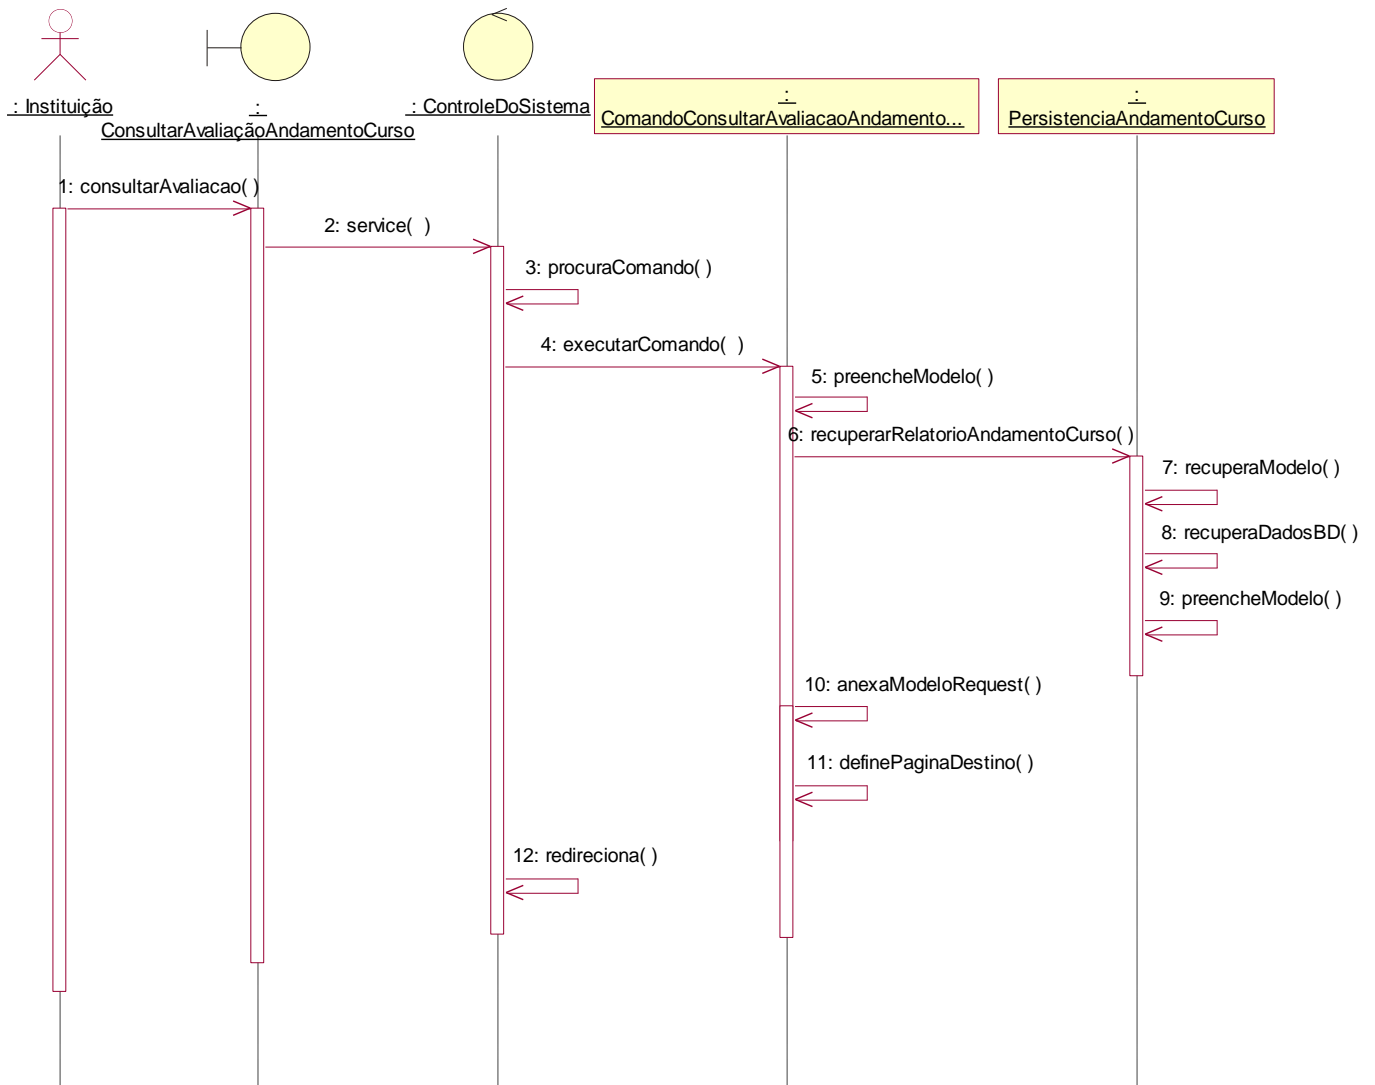 : Instituição
:
ConsultarAvaliaçãoAndamentoCurso
: ControleDoSistema
:
ComandoConsultarAvaliacaoAndamento...
:
PersistenciaAndamentoCurso
1: consultarAvaliacao( )
2: service(  )
3: procuraComando( )
4: executarComando(  )
5: preencheModelo( )
6: recuperarRelatorioAndamentoCurso( )
7: recuperaModelo( )
8: recuperaDadosBD( )
9: preencheModelo( )
10: anexaModeloRequest( )
11: definePaginaDestino( )
12: redireciona( )